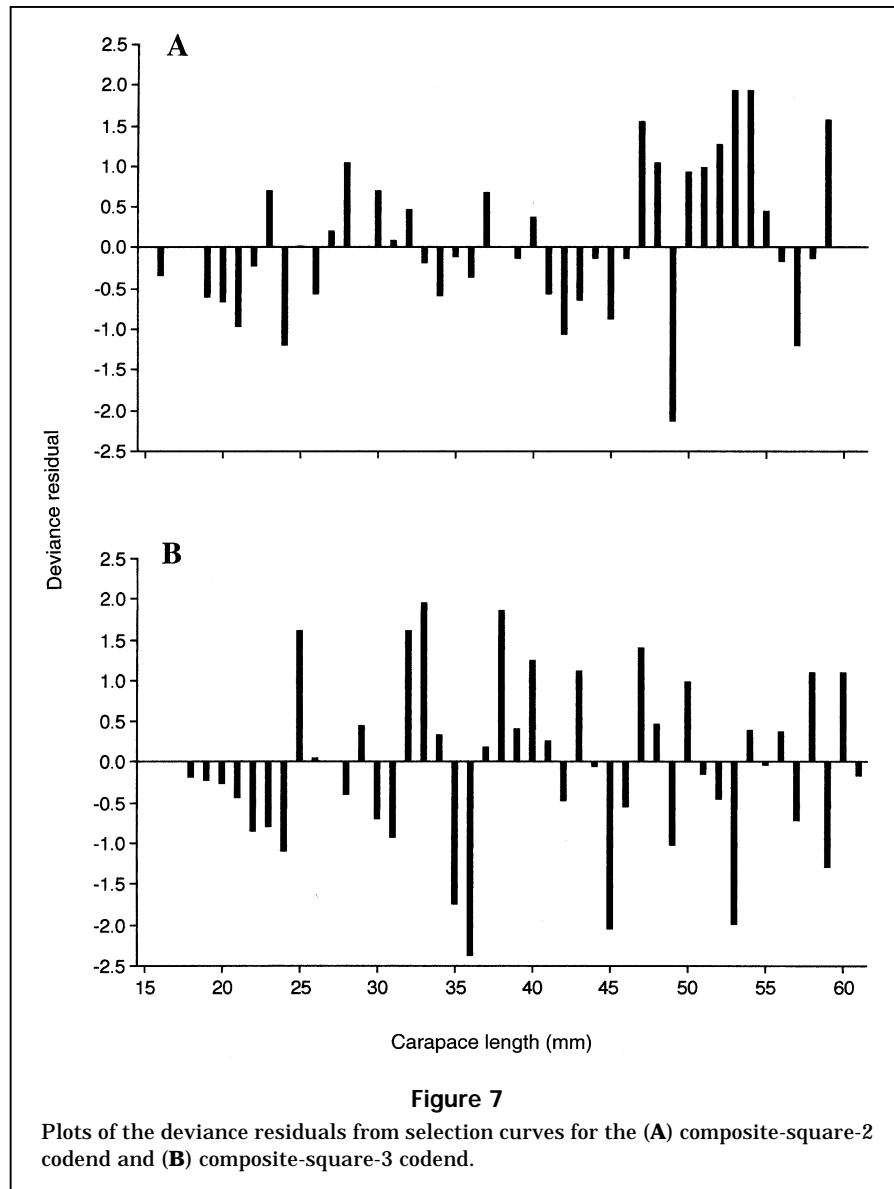 A
2.5
2.0
1.5
1.0
0.5
0.0
-0.5
-1.0
-1.5
-2.0
-2.5
Deviance residual
B
2.5
2.0
1.5
1.0
0.5
0.0
-0.5
-1.0
-1.5
-2.0
-2.5
15 20 25 30 35 40 45 50 55 60
Carapace length (mm)
Figure 7
Plots of the deviance residuals from selection curves for the (A) composite-square-2
codend and (B) composite-square-3 codend.